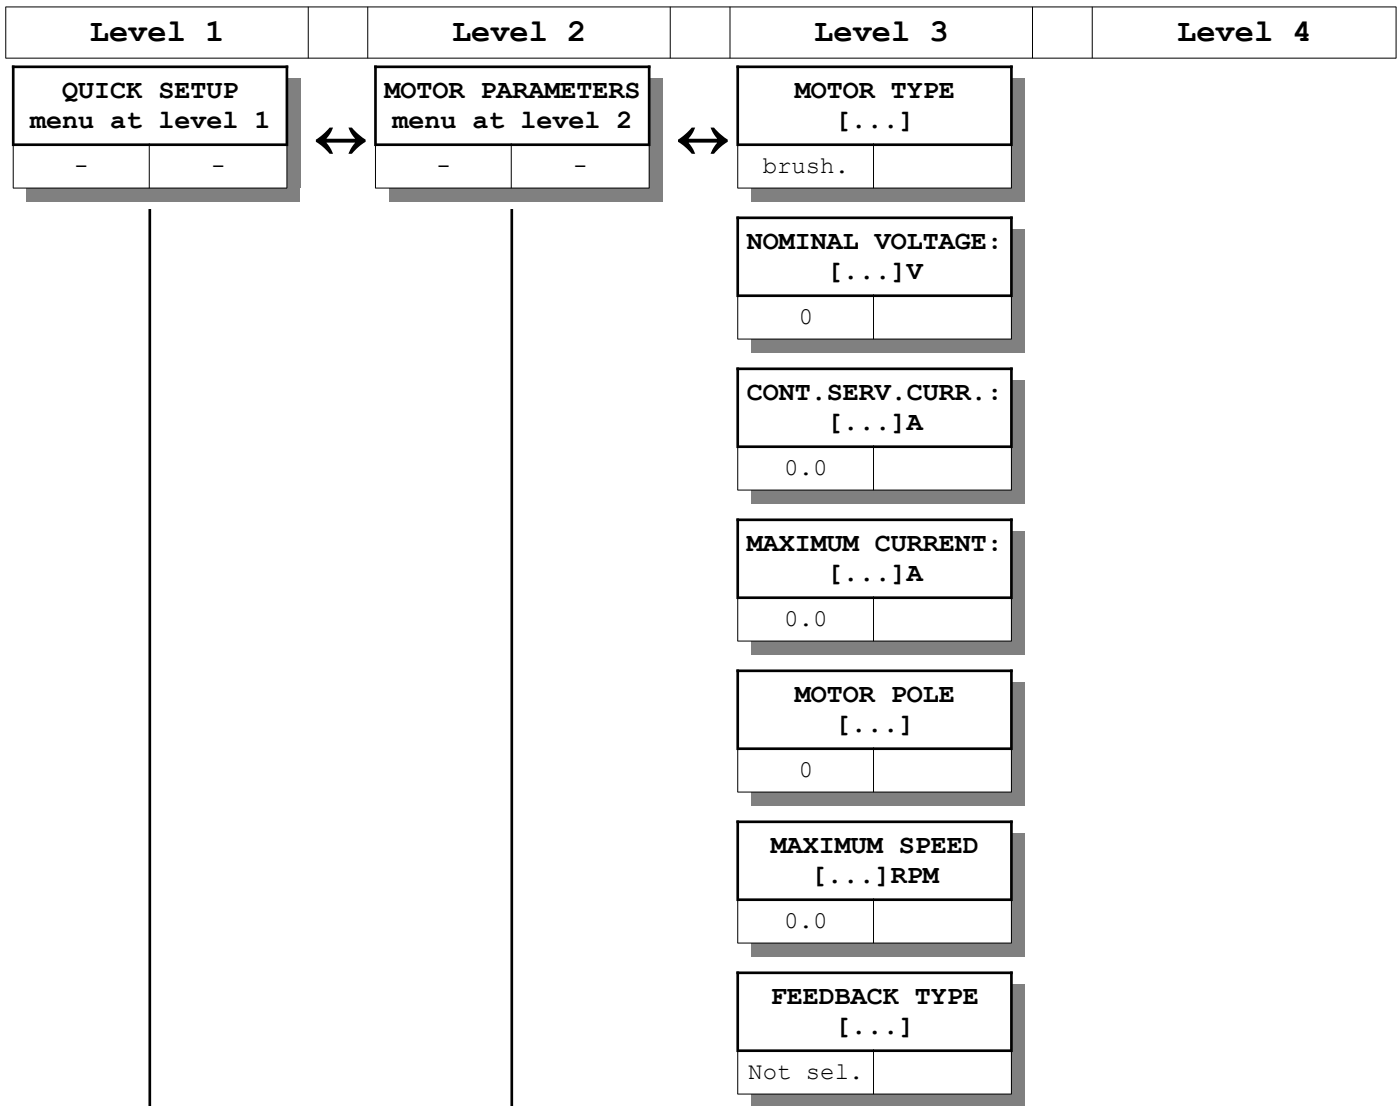 Level 1 Level 2 Level 3 Level 4
QUICK SETUP
menu at level 1
- -
MOTOR PARAMETERS
menu at level 2
- -
MOTOR TYPE
[...]
brush.
NOMINAL VOLTAGE:
[...]V
0
CONT.SERV.CURR.:
[...]A
0.0
MAXIMUM CURRENT:
[...]A
0.0
MOTOR POLE
[...]
0
MAXIMUM SPEED
[...]RPM
0.0
FEEDBACK TYPE
[...]
Not sel.